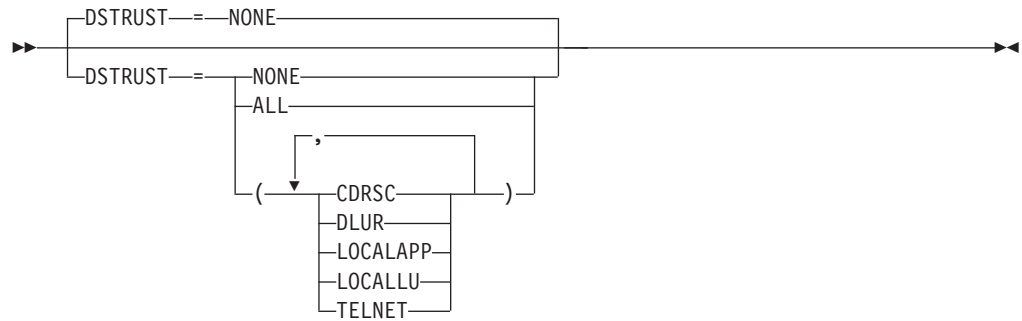 DSTRUST = NONE
DSTRUST = NONE
ALL
,
( CDRSC )
DLUR
LOCALAPP
LOCALLU
TELNET